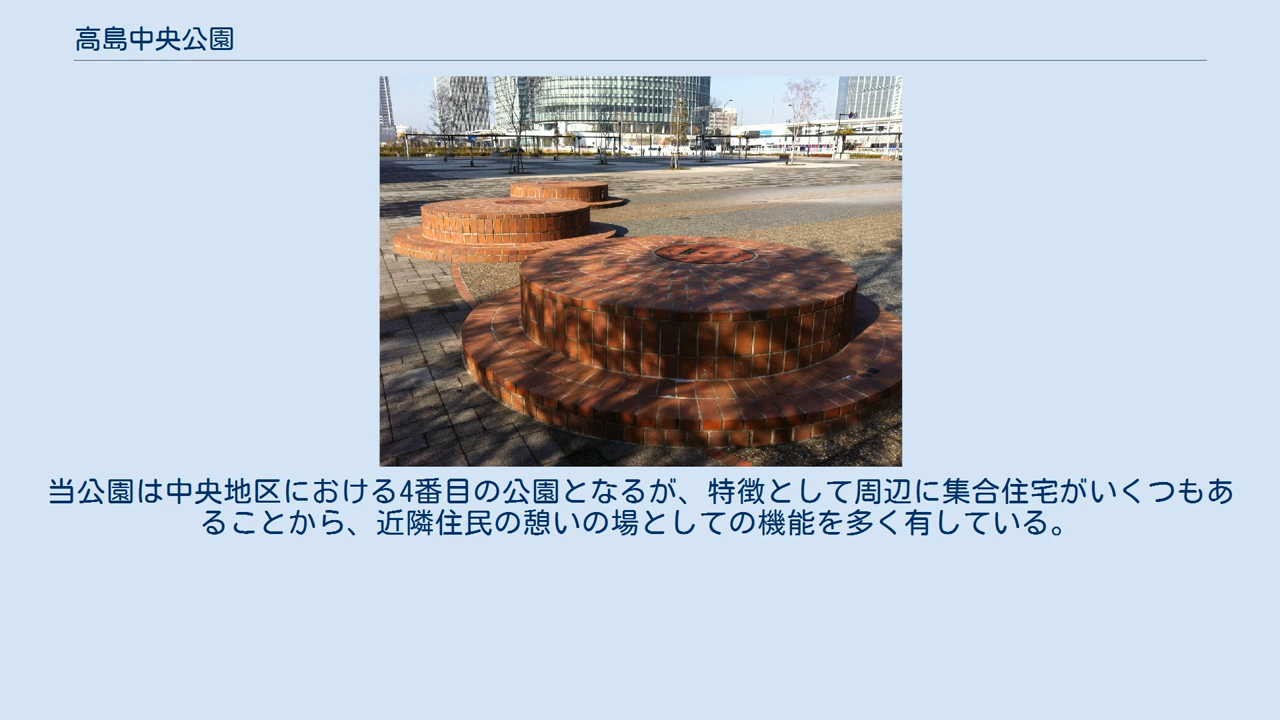 高島中央公園
当公園は中央地区における4番目の公園となるが、特徴として周辺に集合住宅がいくつもあ
ることから、近隣住民の憩いの場としての機能を多く有している。